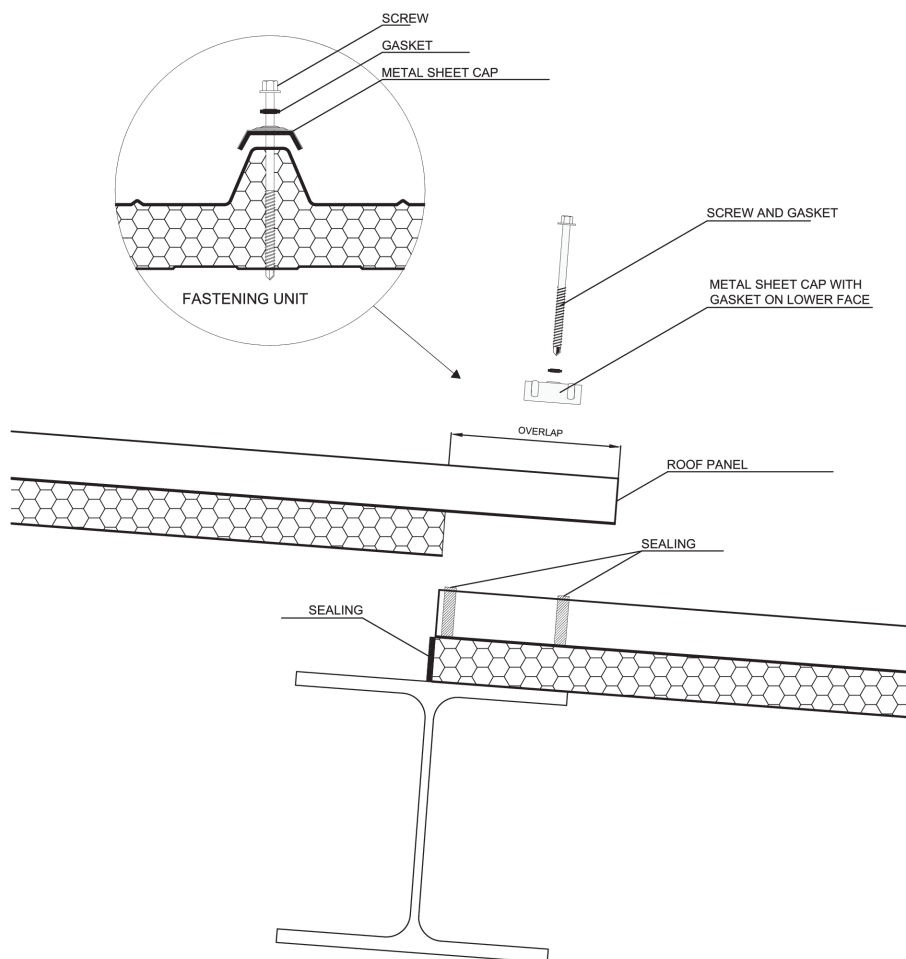 SCREW
GASKET
METAL SHEET CAP
FASTENING UNIT
SCREW AND GASKET
METAL SHEET CAP WITH
GASKET ON LOWER FACE
OVERLAP
ROOF PANEL
SEALING
SEALING